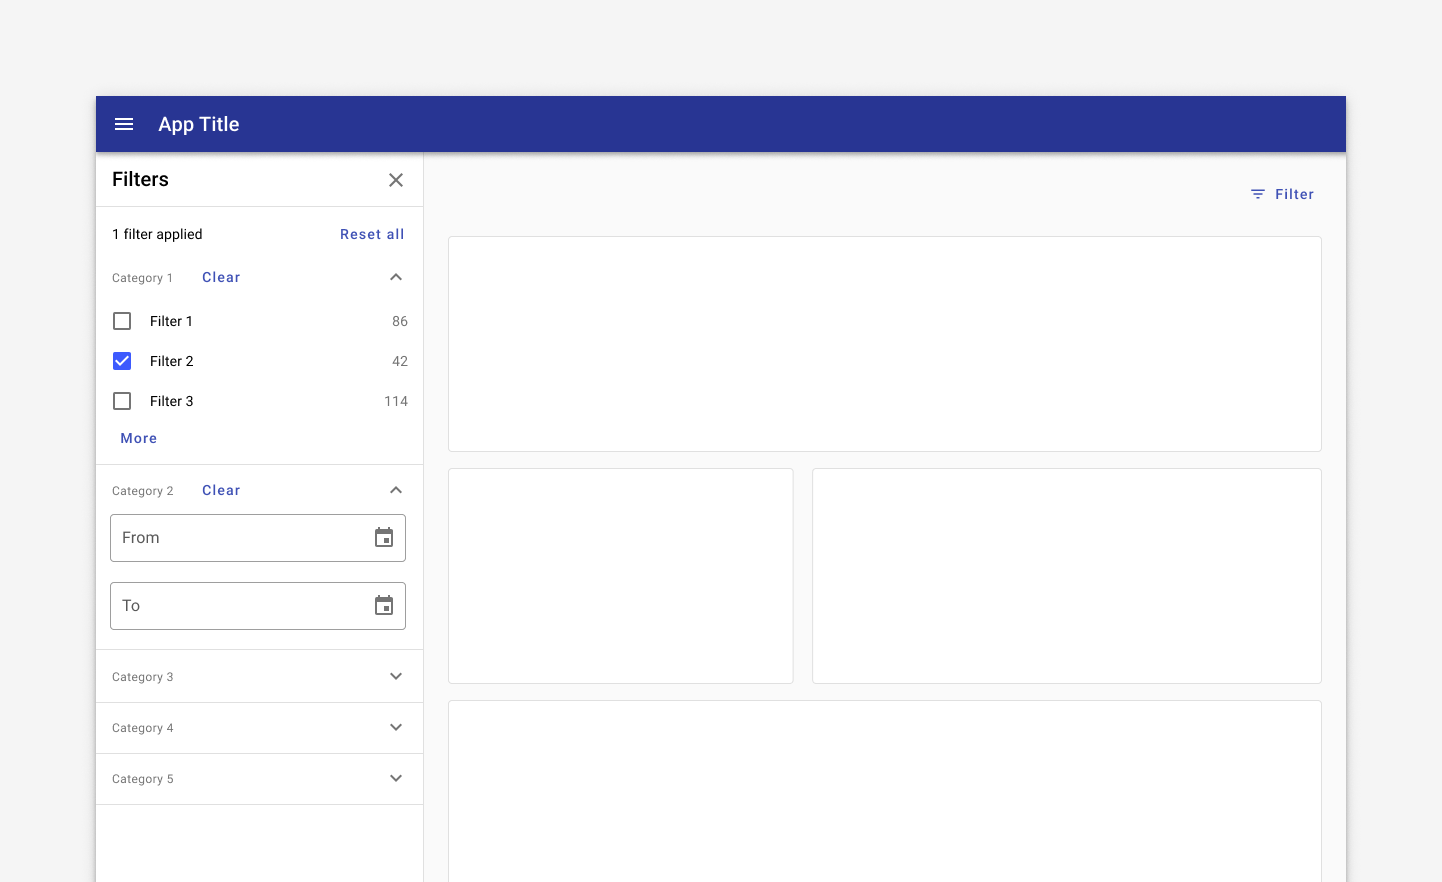 App Title
Filters
Filter
1 filter applied
Reset all
Category 1
Clear
Filter 1
86
Filter 2
42
Filter 3
114
More
Category 2
Clear
From
To
Category 3
Category 4
Category 5